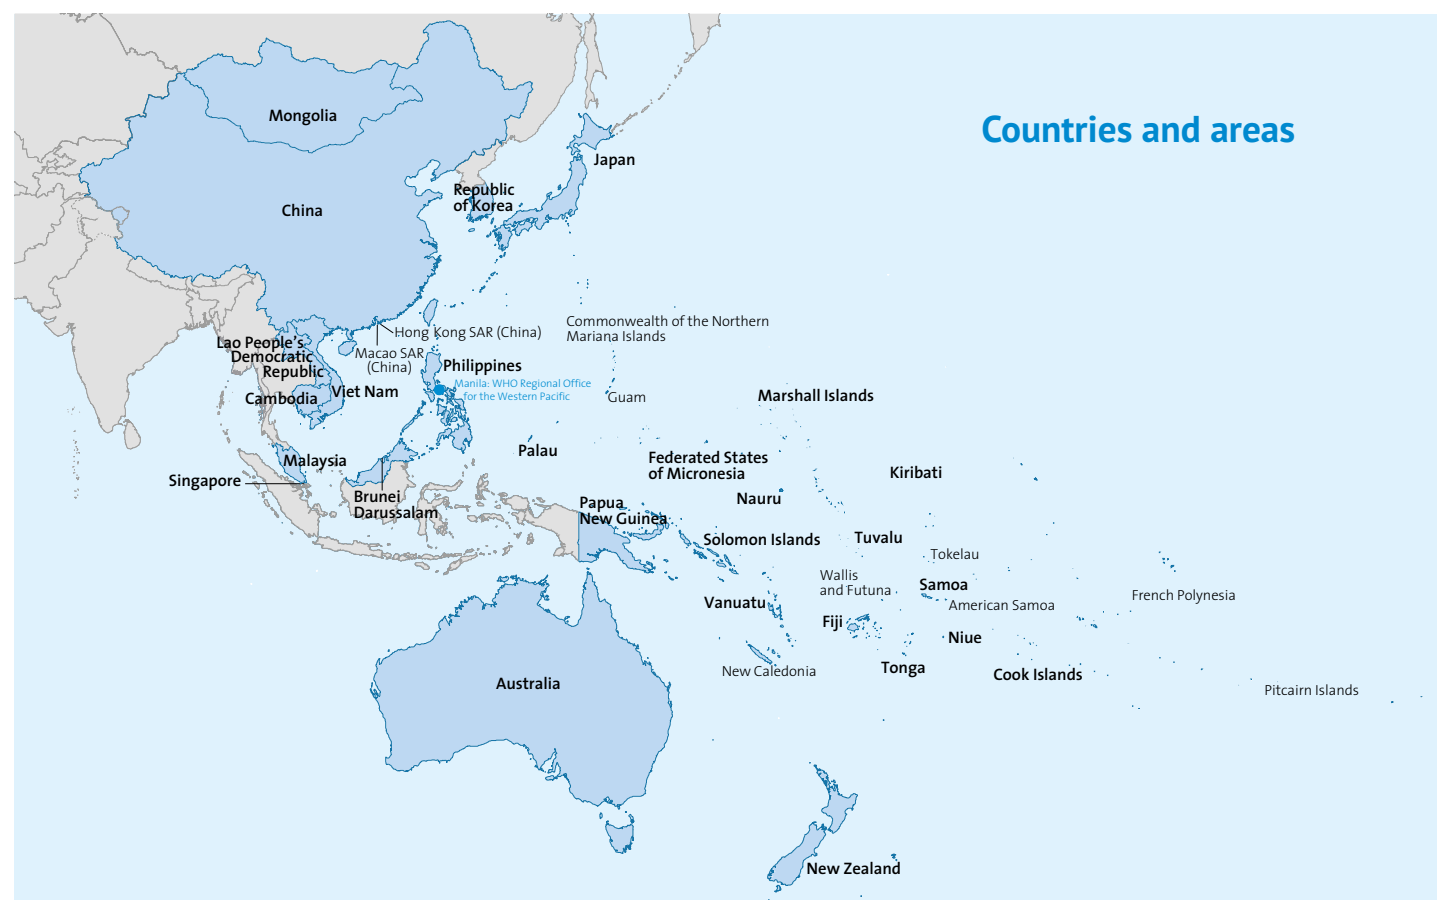 Countries and areas
Mongolia
Japan
Republic
of Korea
China
Hong Kong SAR (China)
Macao SAR
(China)
Commonwealth of the Northern
Mariana Islands
Lao People's
Democratic
Republic
Philippines
Manila: WHO Regional Office
for the Western Pacific
Viet Nam
Cambodia
Guam
Marshall Islands
Palau
Federated States
of Micronesia
Malaysia
Singapore
Kiribati
Brunei
Darussalam
Nauru
Papua
New Guinea
Solomon Islands
Tuvalu
Tokelau
Wallis
and Futuna
Samoa
American Samoa
French Polynesia
Vanuatu
Fiji
Niue
New Caledonia
Tonga
Cook Islands
Australia
Pitcairn Islands
New Zealand